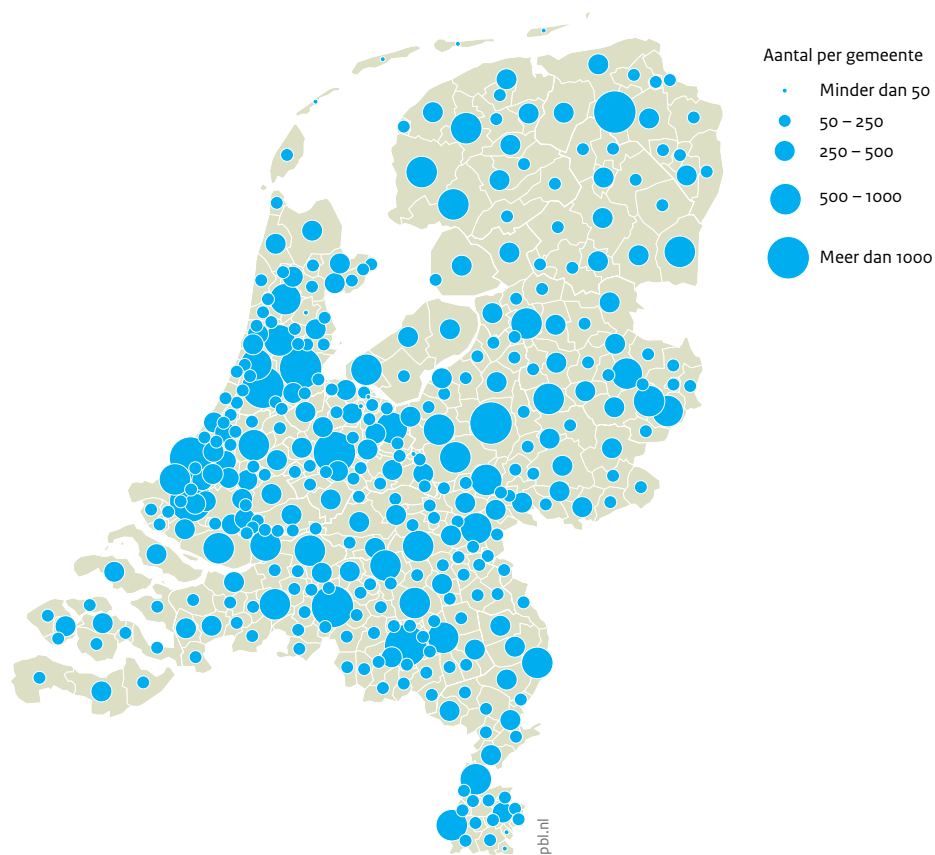 Aantal per gemeente
Minder dan 50
50 – 250
250 – 500
500 – 1000
Meer dan 1000
pbl.nl